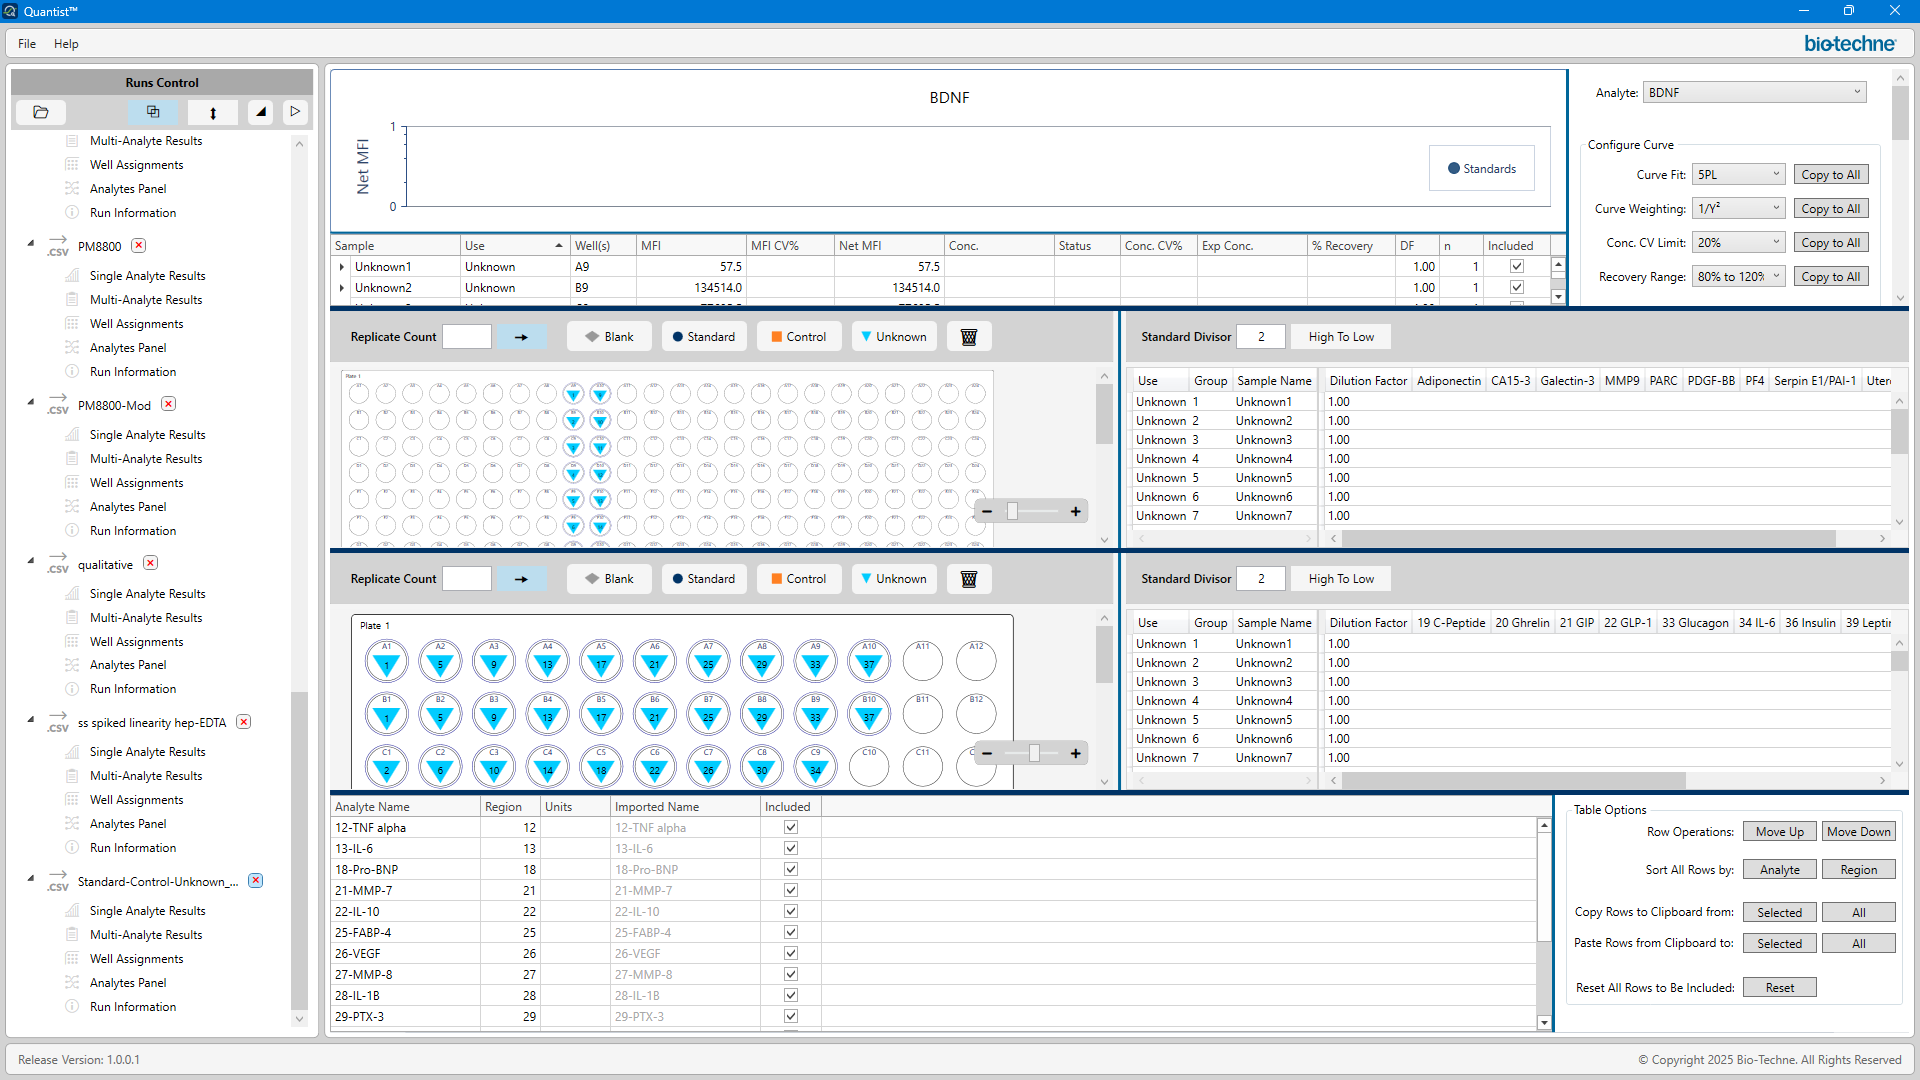 Quantist™
File Help
bio-techne
Runs Control
Multi-Analyte Results
Well Assignments
Analytes Panel
Run Information
PM8800
Single Analyte Results
Multi-Analyte Results
Well Assignments
Analytes Panel
Run Information
PM8800-Mod
Single Analyte Results
Multi-Analyte Results
Well Assignments
Analytes Panel
Run Information
qualitative
Single Analyte Results
Multi-Analyte Results
Well Assignments
Analytes Panel
Run Information
ss spiked linearity hep-EDTA
Single Analyte Results
Multi-Analyte Results
Well Assignments
Analytes Panel
Run Information
Standard-Control-Unknown_...
Single Analyte Results
Multi-Analyte Results
Well Assignments
Analytes Panel
Run Information
BDNF
Net MFI
1
0
Standards
Sample Use Well(s) MFI MFI CV% Net MFI Conc. Status Conc. CV% Exp Conc. % Recovery DF n Included
Unknown1 Unknown A9 57.5 57.5 1.00 1
Unknown2 Unknown B9 134514.0 134514.0 1.00 1
Analyte: BDNF
Configure Curve
Curve Fit: 5PL Copy to All
Curve Weighting: 1/Y² Copy to All
Conc. CV Limit: 20% Copy to All
Recovery Range: 80% to 120% Copy to All
Replicate Count Blank Standard Control Unknown
Plate 1
Standard Divisor 2 High To Low
Use Group Sample Name Dilution Factor Adiponectin CA15-3 Galectin-3 MMP9 PARC PDGF-BB PF4 Serpin E1/PAI-1 Uter
Unknown 1 Unknown1 1.00
Unknown 2 Unknown2 1.00
Unknown 3 Unknown3 1.00
Unknown 4 Unknown4 1.00
Unknown 5 Unknown5 1.00
Unknown 6 Unknown6 1.00
Unknown 7 Unknown7 1.00
Replicate Count Blank Standard Control Unknown
Plate 1
A1 A2 A3 A4 A5 A6 A7 A8 A9 A10 A11 A12
1 5 9 13 17 21 25 29 33 37
B1 B2 B3 B4 B5 B6 B7 B8 B9 B10 B11 B12
1 5 9 13 17 21 25 29 33 37
C1 C2 C3 C4 C5 C6 C7 C8 C9 C10 C11
2 6 10 14 18 22 26 30 34
Standard Divisor 2 High To Low
Use Group Sample Name Dilution Factor 19 C-Peptide 20 Ghrelin 21 GIP 22 GLP-1 33 Glucagon 34 IL-6 36 Insulin 39 Leptin
Unknown 1 Unknown1 1.00
Unknown 2 Unknown2 1.00
Unknown 3 Unknown3 1.00
Unknown 4 Unknown4 1.00
Unknown 5 Unknown5 1.00
Unknown 6 Unknown6 1.00
Unknown 7 Unknown7 1.00
Analyte Name Region Units Imported Name Included
12-TNF alpha 12 12-TNF alpha
13-IL-6 13 13-IL-6
18-Pro-BNP 18 18-Pro-BNP
21-MMP-7 21 21-MMP-7
22-IL-10 22 22-IL-10
25-FABP-4 25 25-FABP-4
26-VEGF 26 26-VEGF
27-MMP-8 27 27-MMP-8
28-IL-1B 28 28-IL-1B
29-PTX-3 29 29-PTX-3
Table Options
Row Operations: Move Up Move Down
Sort All Rows by: Analyte Region
Copy Rows to Clipboard from: Selected All
Paste Rows from Clipboard to: Selected All
Reset All Rows to Be Included: Reset
Release Version: 1.0.0.1
© Copyright 2025 Bio-Techne. All Rights Reserved